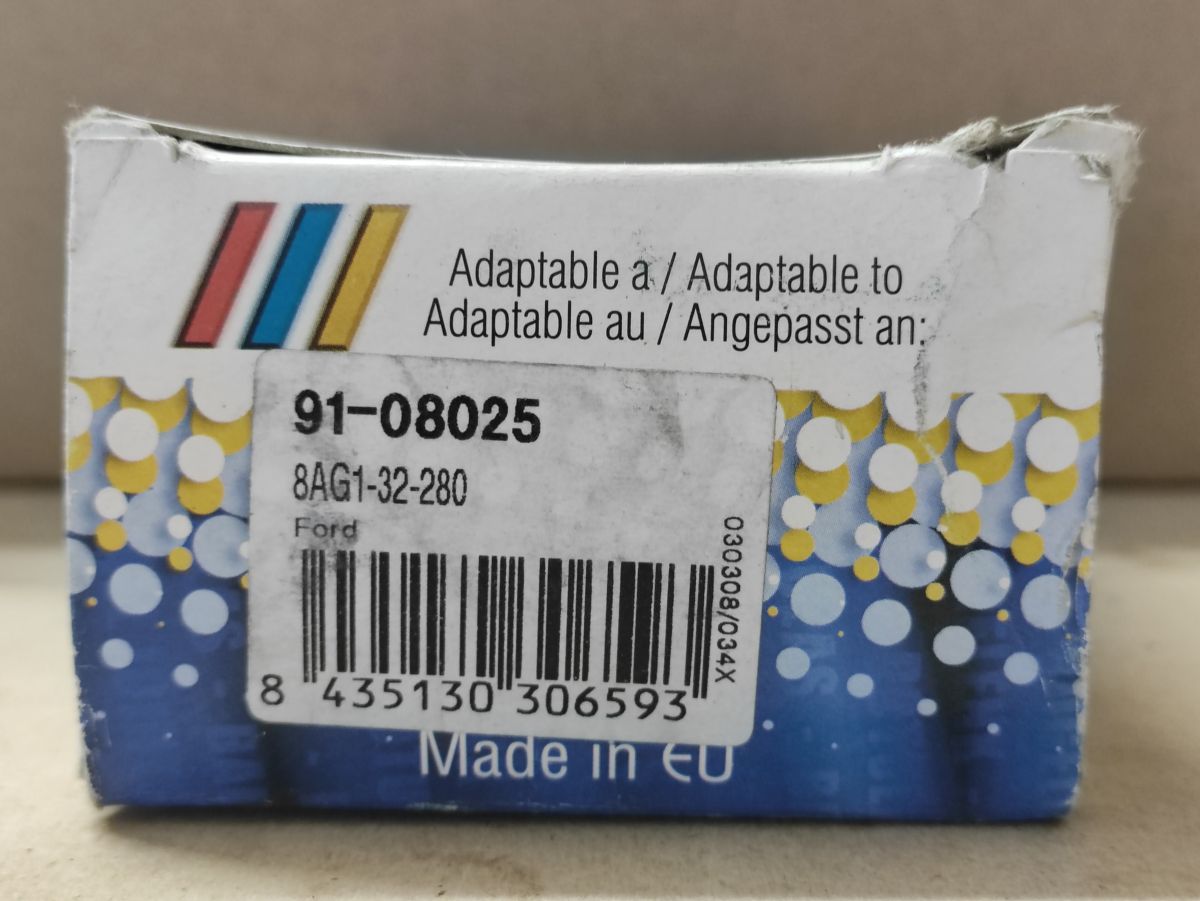 Adaptable a / Adaptable to
Adaptable au / Angepasst an:
91-08025
8AG1-32-280
Ford
030308/034X
8 435130 306593
Made in EU